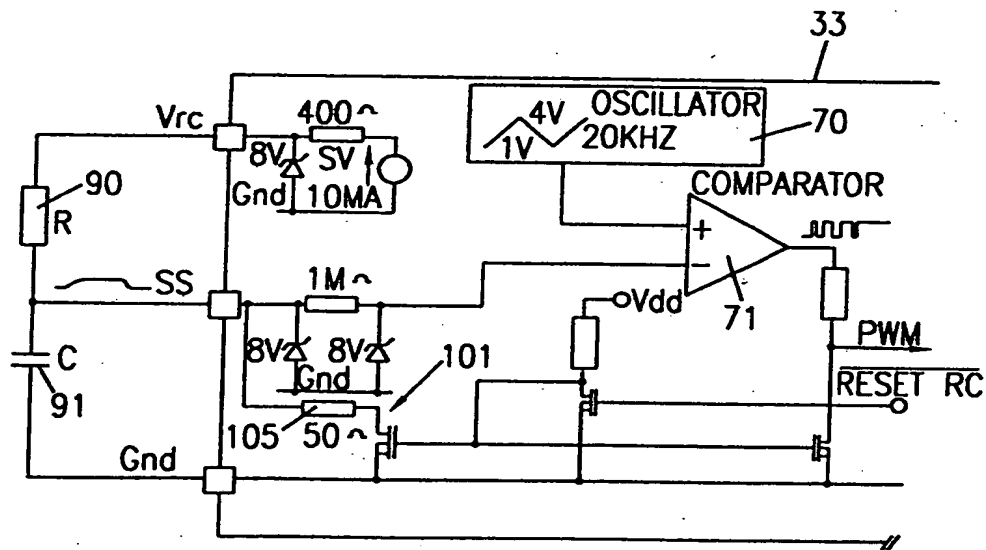 33
Vrc
400 ~
4V OSCILLATOR
1V 20KHZ
70
8V
SV
Gnd 10MA
90
R
COMPARATOR
+
−
71
SS
1M ~
Vdd
8V 8V
Gnd
101
C
91
105
50 ~
PWM
RESET RC
Gnd